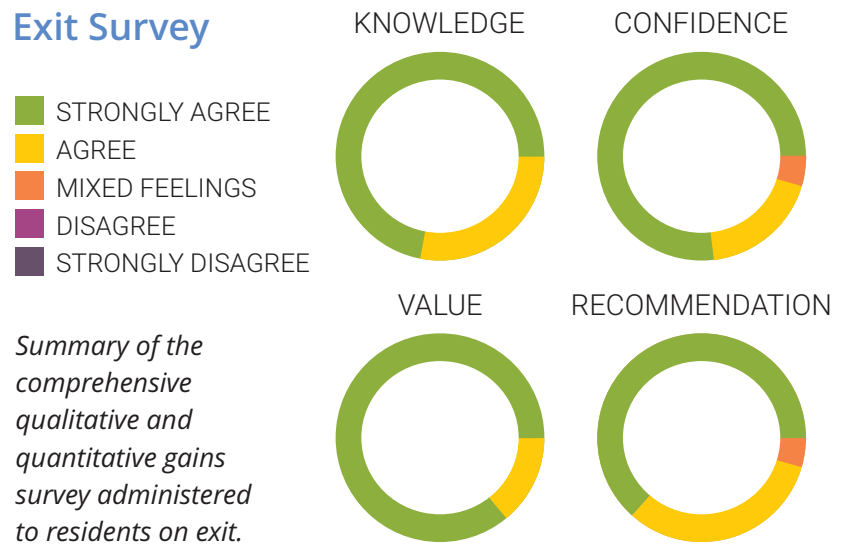 Exit Survey
STRONGLY AGREE
AGREE
MIXED FEELINGS
DISAGREE
STRONGLY DISAGREE
Summary of the
comprehensive
qualitative and
quantitative gains
survey administered
to residents on exit.
KNOWLEDGE
CONFIDENCE
VALUE
RECOMMENDATION